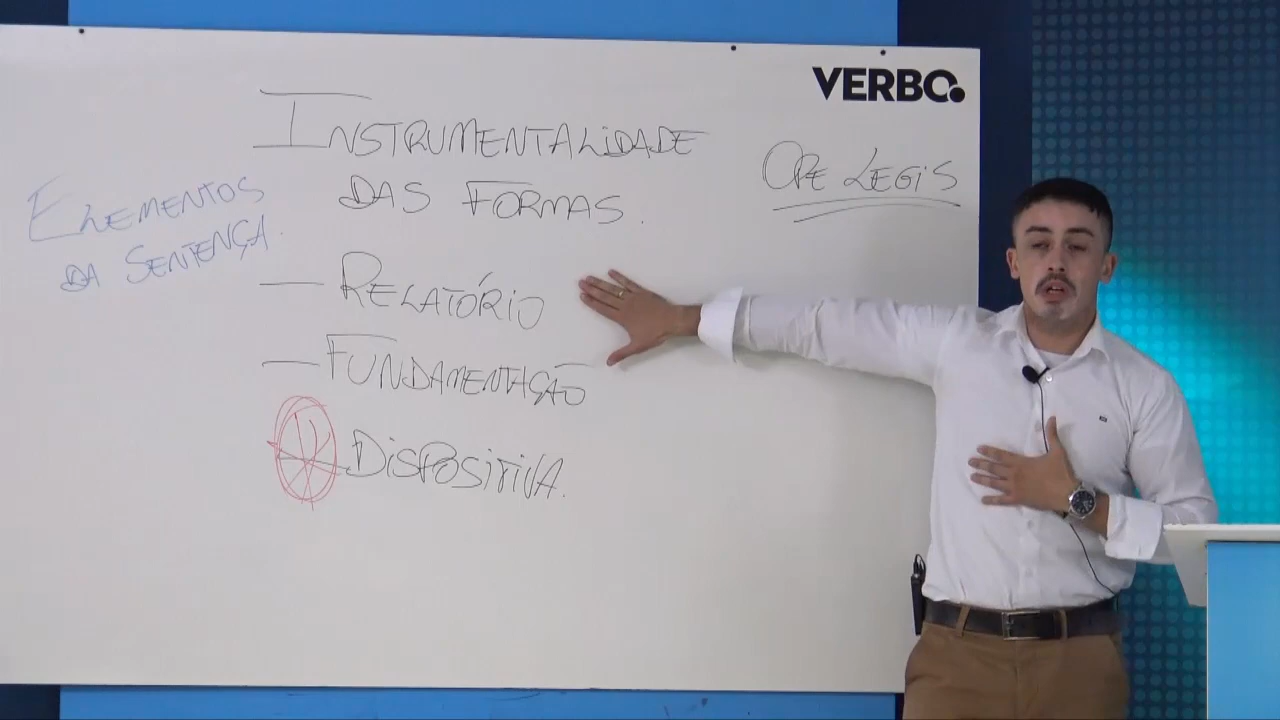 VERBO.
INSTRUMENTALIDADE
DAS FORMAS.
OPE LEGIS
ELEMENTOS
DA SENTENÇA.
— RELATÓRIO
— FUNDAMENTAÇÃO
DISPOSITIVA.